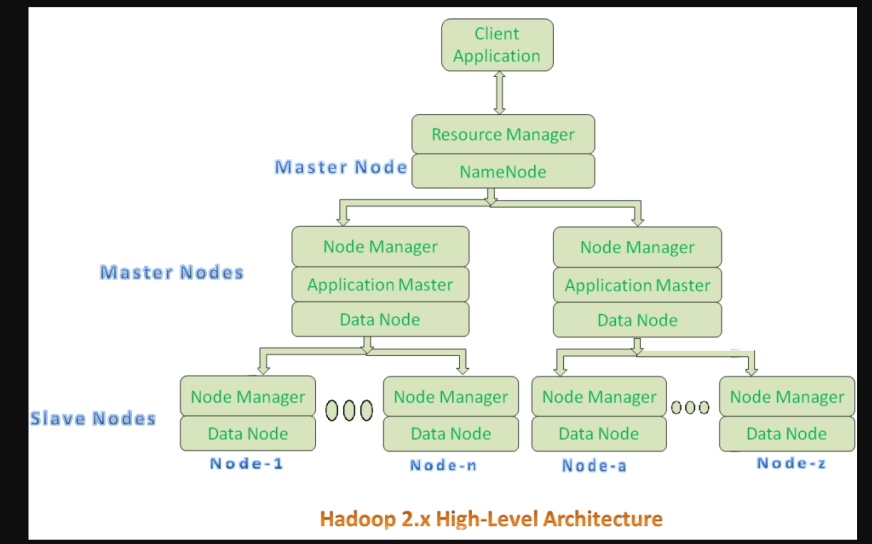 Client
Application
Resource Manager
Master Node
NameNode
Node Manager
Node Manager
Master Nodes
Application Master
Application Master
Data Node
Data Node
Node Manager
Node Manager
Node Manager
Node Manager
Slave Nodes
Data Node
Data Node
Data Node
Data Node
Node-1
Node-n
Node-a
Node-z
Hadoop 2.x High-Level Architecture